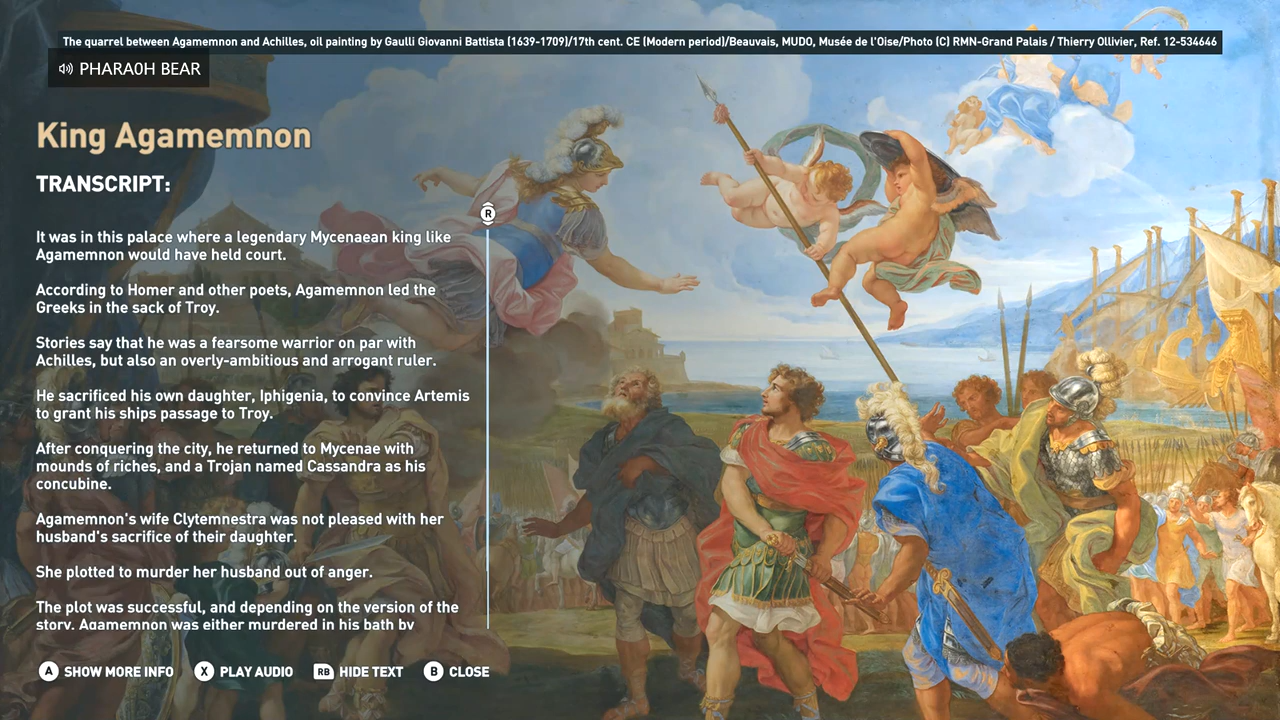 The quarrel between Agamemnon and Achilles, oil painting by Gaulli Giovanni Battista (1639-1709)/17th cent. CE (Modern period)/Beauvais, MUDO, Musée de l'Oise/Photo (C) RMN-Grand Palais / Thierry Ollivier, Ref. 12-534646
PHARA0H BEAR
King Agamemnon
TRANSCRIPT:
R
It was in this palace where a legendary Mycenaean king like
Agamemnon would have held court.
According to Homer and other poets, Agamemnon led the
Greeks in the sack of Troy.
Stories say that he was a fearsome warrior on par with
Achilles, but also an overly-ambitious and arrogant ruler.
He sacrificed his own daughter, Iphigenia, to convince Artemis
to grant his ships passage to Troy.
After conquering the city, he returned to Mycenae with
mounds of riches, and a Trojan named Cassandra as his
concubine.
Agamemnon's wife Clytemnestra was not pleased with her
husband's sacrifice of their daughter.
She plotted to murder her husband out of anger.
The plot was successful, and depending on the version of the
story, Agamemnon was either murdered in his bath by
A SHOW MORE INFO X PLAY AUDIO RB HIDE TEXT B CLOSE